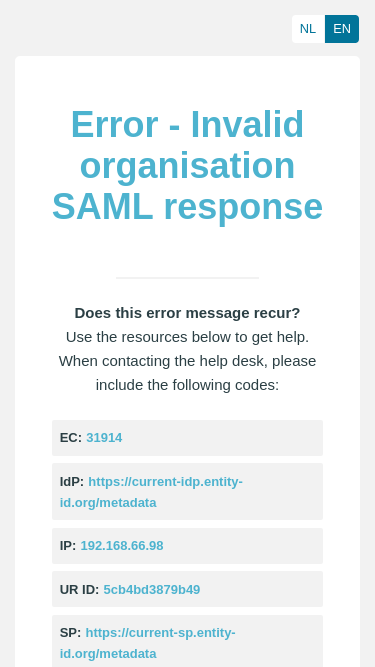 NL EN
Error - Invalid
organisation
SAML response
Does this error message recur?
Use the resources below to get help.
When contacting the help desk, please
include the following codes:
EC: 31914
IdP: https://current-idp.entity-
id.org/metadata
IP: 192.168.66.98
UR ID: 5cb4bd3879b49
SP: https://current-sp.entity-
id.org/metadata